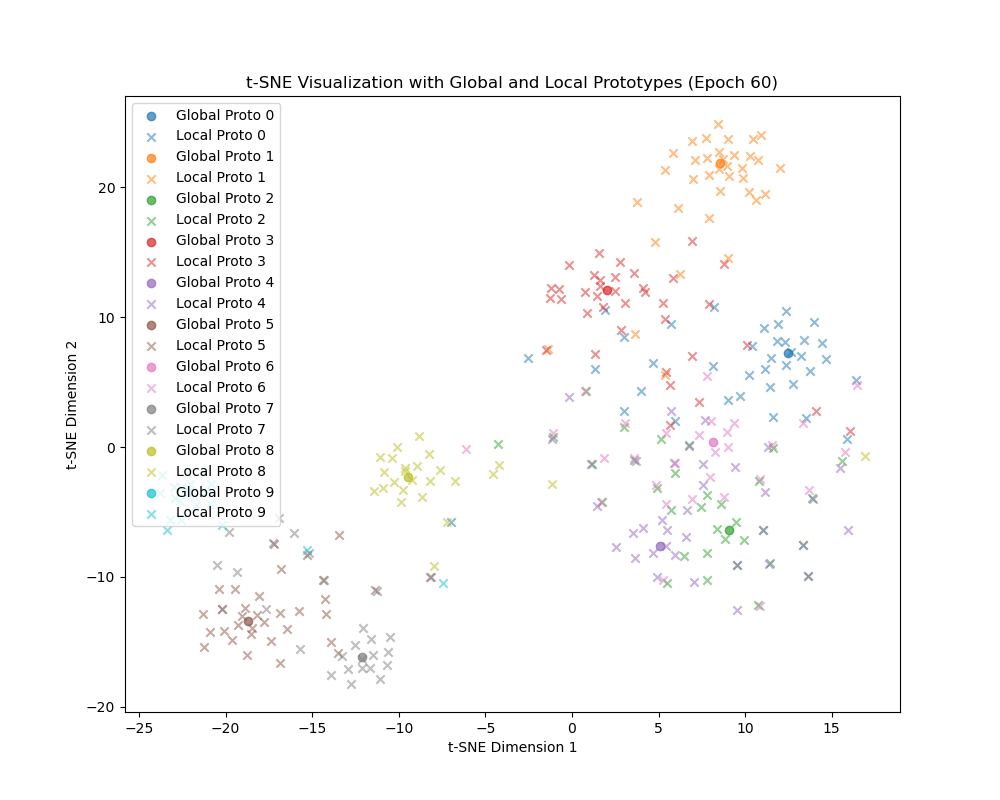 t-SNE Visualization with Global and Local Prototypes (Epoch 60)
Global Proto 0
Local Proto 0
Global Proto 1
Local Proto 1
Global Proto 2
Local Proto 2
Global Proto 3
Local Proto 3
Global Proto 4
Local Proto 4
Global Proto 5
Local Proto 5
Global Proto 6
Local Proto 6
Global Proto 7
Local Proto 7
Global Proto 8
Local Proto 8
Global Proto 9
Local Proto 9
t-SNE Dimension 2
20
10
0
−10
−20
−25
−20
−15
−10
−5
0
5
10
15
t-SNE Dimension 1